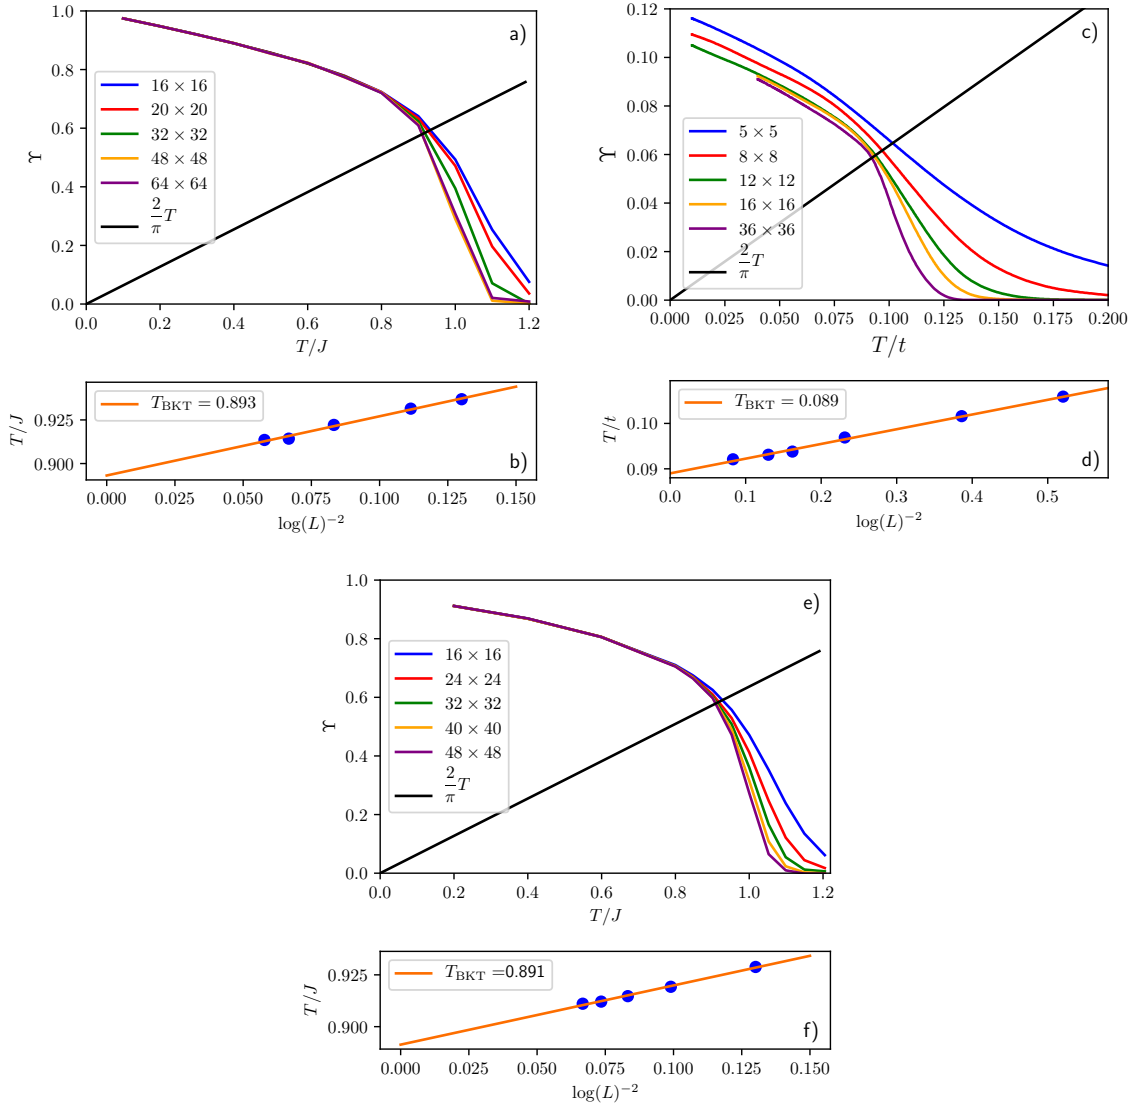 a)
1.0
0.8
0.6
0.4
0.2
0.0
Υ
16 × 16
20 × 20
32 × 32
48 × 48
64 × 64
2/π T
0.0 0.2 0.4 0.6 0.8 1.0 1.2
T/J
c)
0.12
0.10
0.08
0.06
0.04
0.02
0.00
Υ
5 × 5
8 × 8
12 × 12
16 × 16
36 × 36
2/π T
0.000 0.025 0.050 0.075 0.100 0.125 0.150 0.175 0.200
T/t
T_BKT = 0.893
b)
0.925
0.900
T/J
0.000 0.025 0.050 0.075 0.100 0.125 0.150
log(L)⁻²
T_BKT = 0.089
d)
0.10
0.09
T/t
0.0 0.1 0.2 0.3 0.4 0.5
log(L)⁻²
e)
1.0
0.8
0.6
0.4
0.2
0.0
Υ
16 × 16
24 × 24
32 × 32
40 × 40
48 × 48
2/π T
0.0 0.2 0.4 0.6 0.8 1.0 1.2
T/J
T_BKT =0.891
f)
0.925
0.900
T/J
0.000 0.025 0.050 0.075 0.100 0.125 0.150
log(L)⁻²